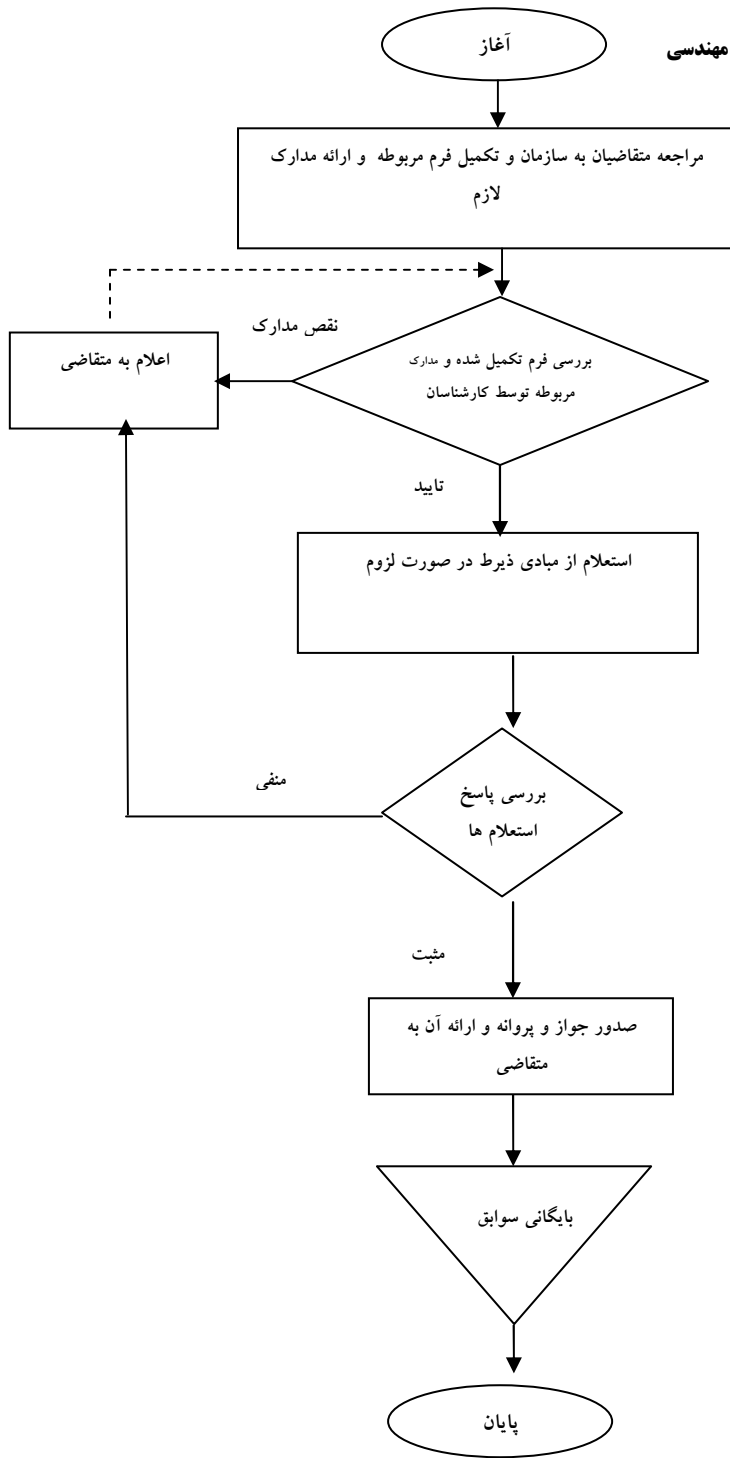 آغاز
مهندسی
مراجعه متقاضیان به سازمان و تکمیل فرم مربوطه و ارائه مدارک
لازم
نقص مدارک
اعلام به متقاضی
بررسی فرم تکمیل شده و مدارک
مربوطه توسط کارشناسان
تایید
استعلام از مبادی ذیرط در صورت لزوم
منفی
بررسی پاسخ
استعلام ها
مثبت
صدور جواز و پروانه و ارائه آن به
متقاضی
بایگانی سوابق
پایان